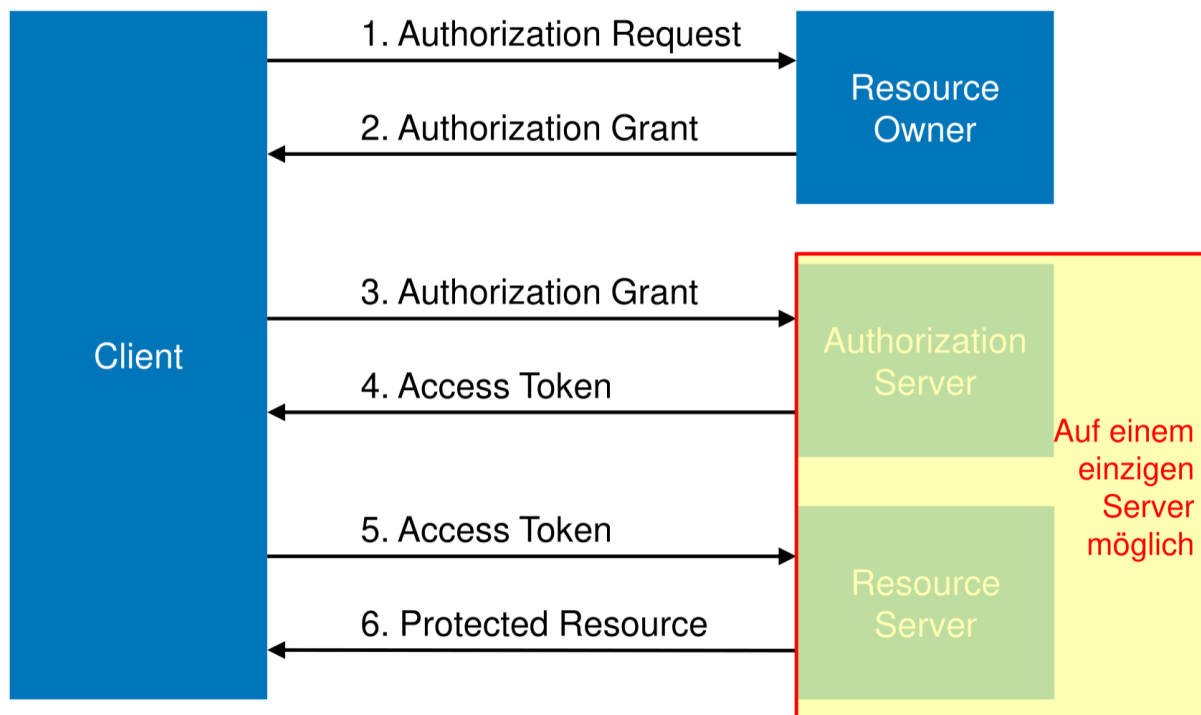 1. Authorization Request
Resource
Owner
2. Authorization Grant
3. Authorization Grant
Client
Authorization
Server
4. Access Token
Auf einem
einzigen
Server
möglich
5. Access Token
Resource
Server
6. Protected Resource